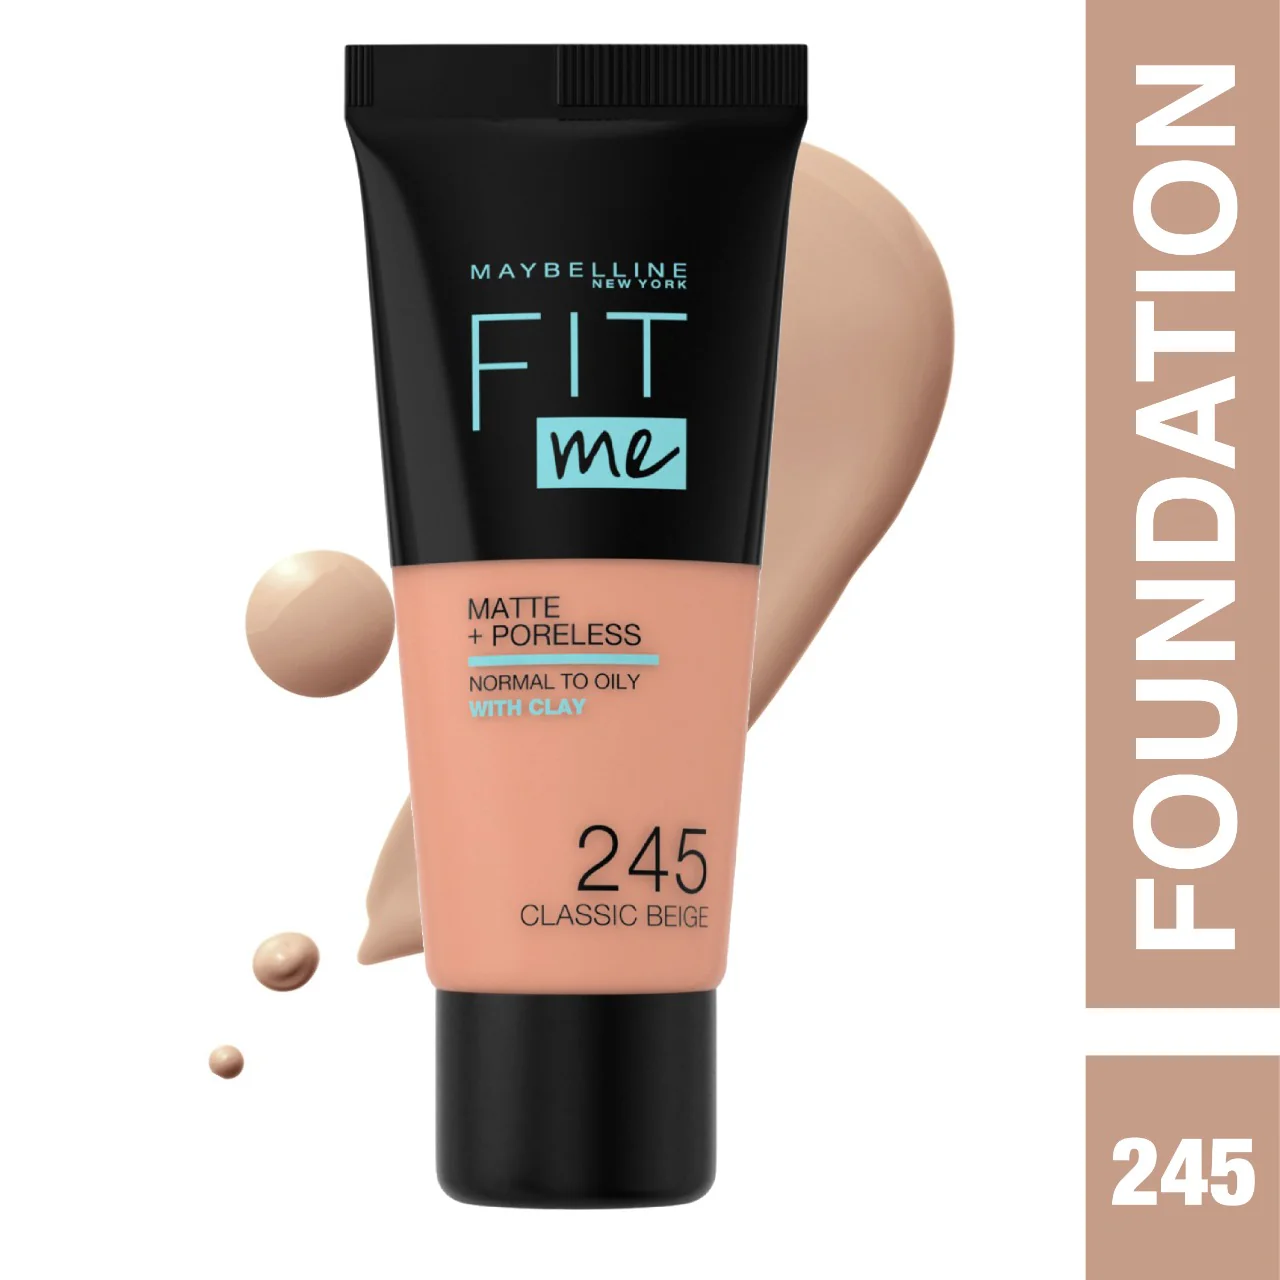 MAYBELLINE
NEW YORK
FIT
me
MATTE
+ PORELESS
NORMAL TO OILY
WITH CLAY
245
CLASSIC BEIGE
FOUNDATION
245